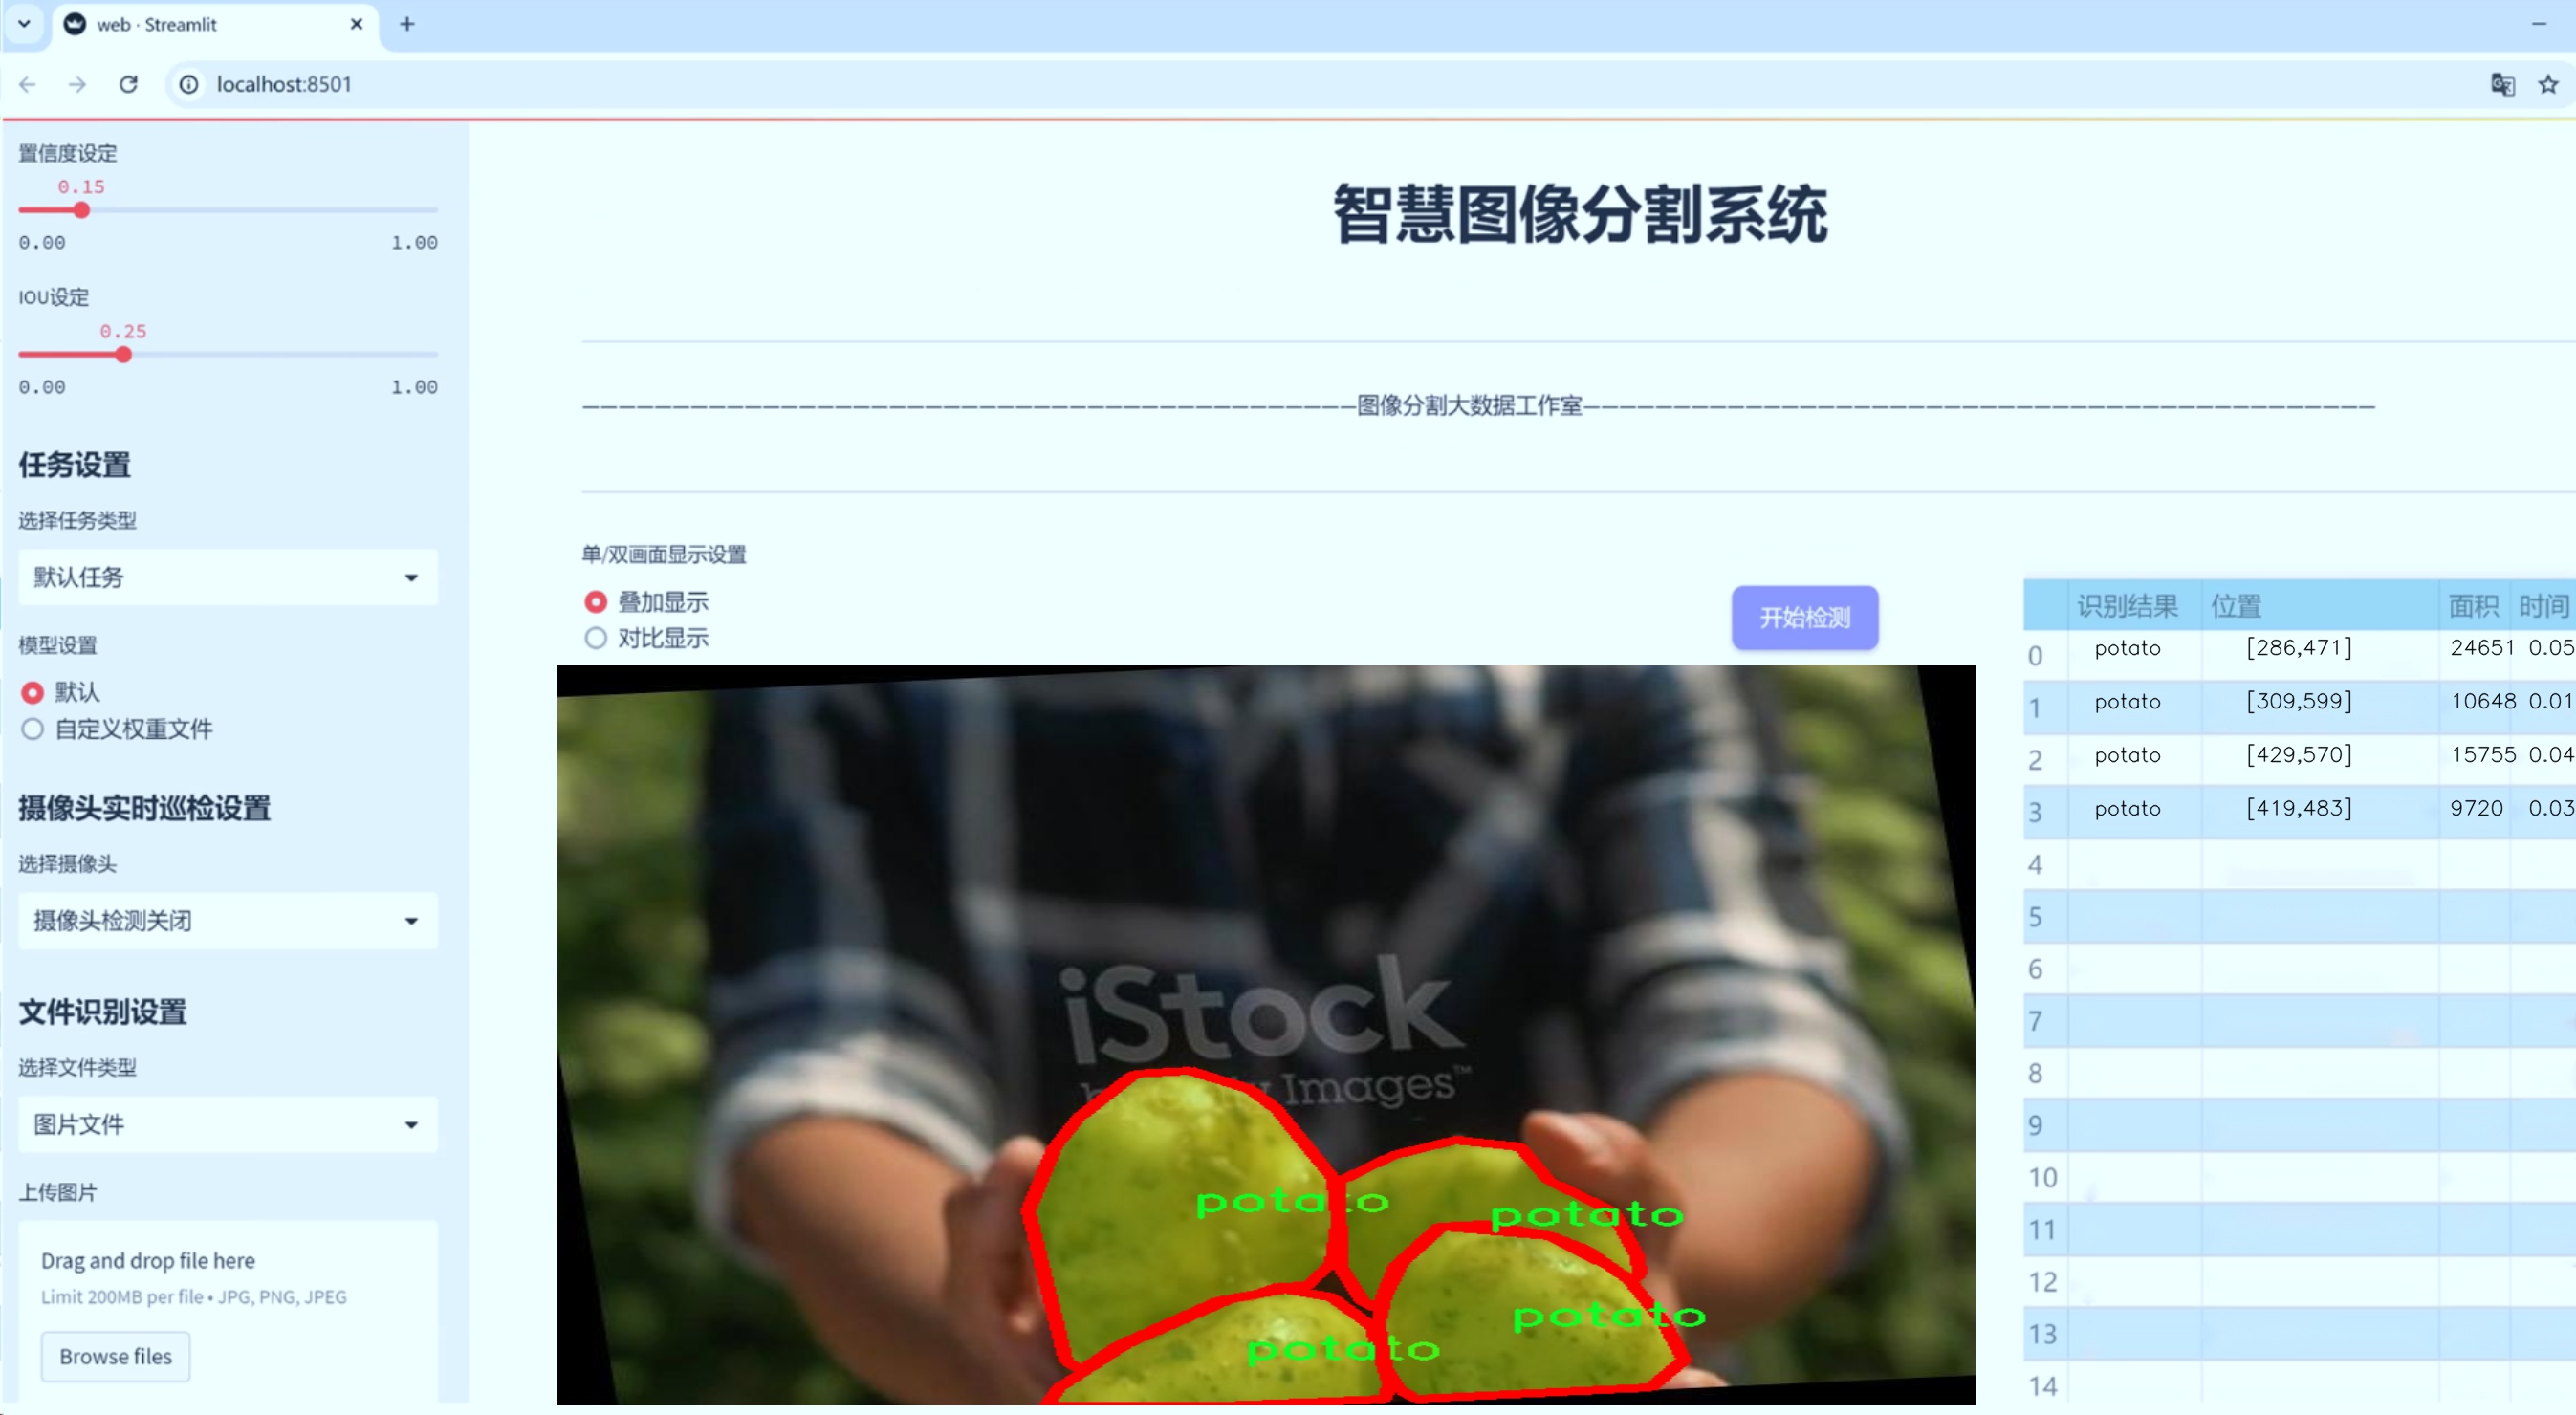 web · Streamlit
localhost:8501
置信度设定
0.15
0.00 1.00
IOU设定
0.25
0.00 1.00
任务设置
选择任务类型
默认任务
模型设置
默认
自定义权重文件
摄像头实时巡检设置
选择摄像头
摄像头检测关闭
文件识别设置
选择文件类型
图片文件
上传图片
Drag and drop file here
Limit 200MB per file • JPG, PNG, JPEG
Browse files
智慧图像分割系统
图像分割大数据工作室
单/双画面显示设置
叠加显示
对比显示
开始检测
iStock
Images™
potato
potato
potato
potato
识别结果 位置 面积 时间
0 potato [286,471] 24651 0.05
1 potato [309,599] 10648 0.01
2 potato [429,570] 15755 0.04
3 potato [419,483] 9720 0.03
4
5
6
7
8
9
10
11
12
13
14